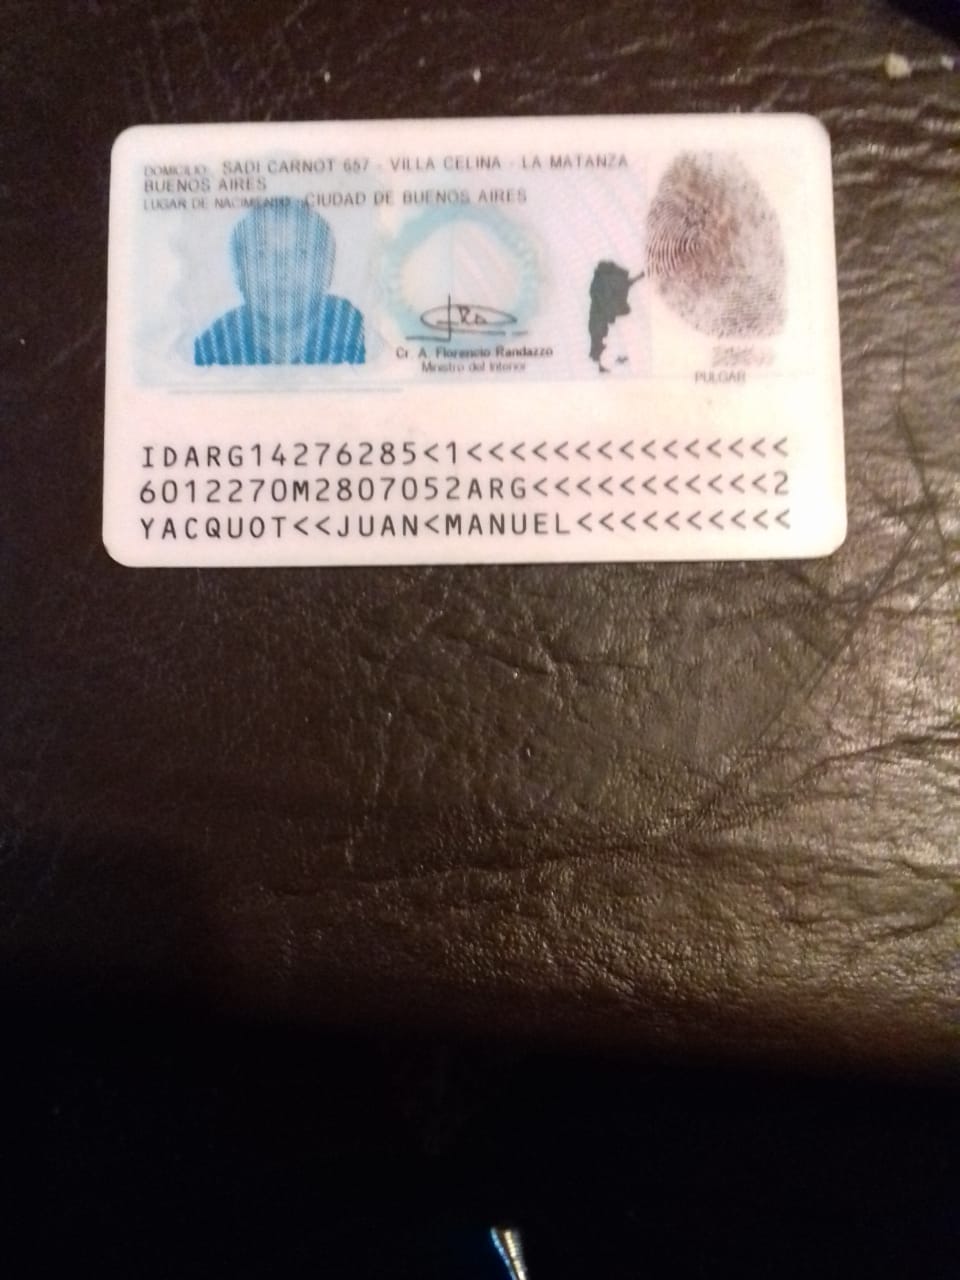 DOMICILIO: SADI CARNOT 657 - VILLA CELINA - LA MATANZA
BUENOS AIRES
LUGAR DE NACIMIENTO: CIUDAD DE BUENOS AIRES
Cr. A. Florencio Randazzo
Ministro del Interior
PULGAR
IDARG14276285<1<<<<<<<<<<<<<<<
6012270M2807052ARG<<<<<<<<<<<2
YACQUOT<<JUAN<MANUEL<<<<<<<<<<